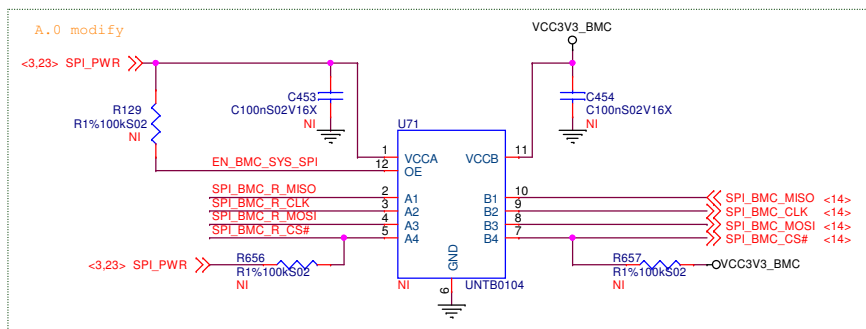 A.0 modify
VCC3V3_BMC
<3,23> SPI_PWR
R129
R1%100kS02
NI
C453
C100nS02V16X
NI
C454
C100nS02V16X
NI
U71
1
VCCA
VCCB
11
EN_BMC_SYS_SPI
12
OE
SPI_BMC_R_MISO
2
A1
B1
10
SPI_BMC_MISO <14>
SPI_BMC_R_CLK
3
A2
B2
9
SPI_BMC_CLK <14>
SPI_BMC_R_MOSI
4
A3
B3
8
SPI_BMC_MOSI <14>
SPI_BMC_R_CS#
5
A4
B4
7
SPI_BMC_CS# <14>
GND
6
<3,23> SPI_PWR
R656
R1%100kS02
NI
NI
UNTB0104
R657
R1%100kS02
NI
VCC3V3_BMC